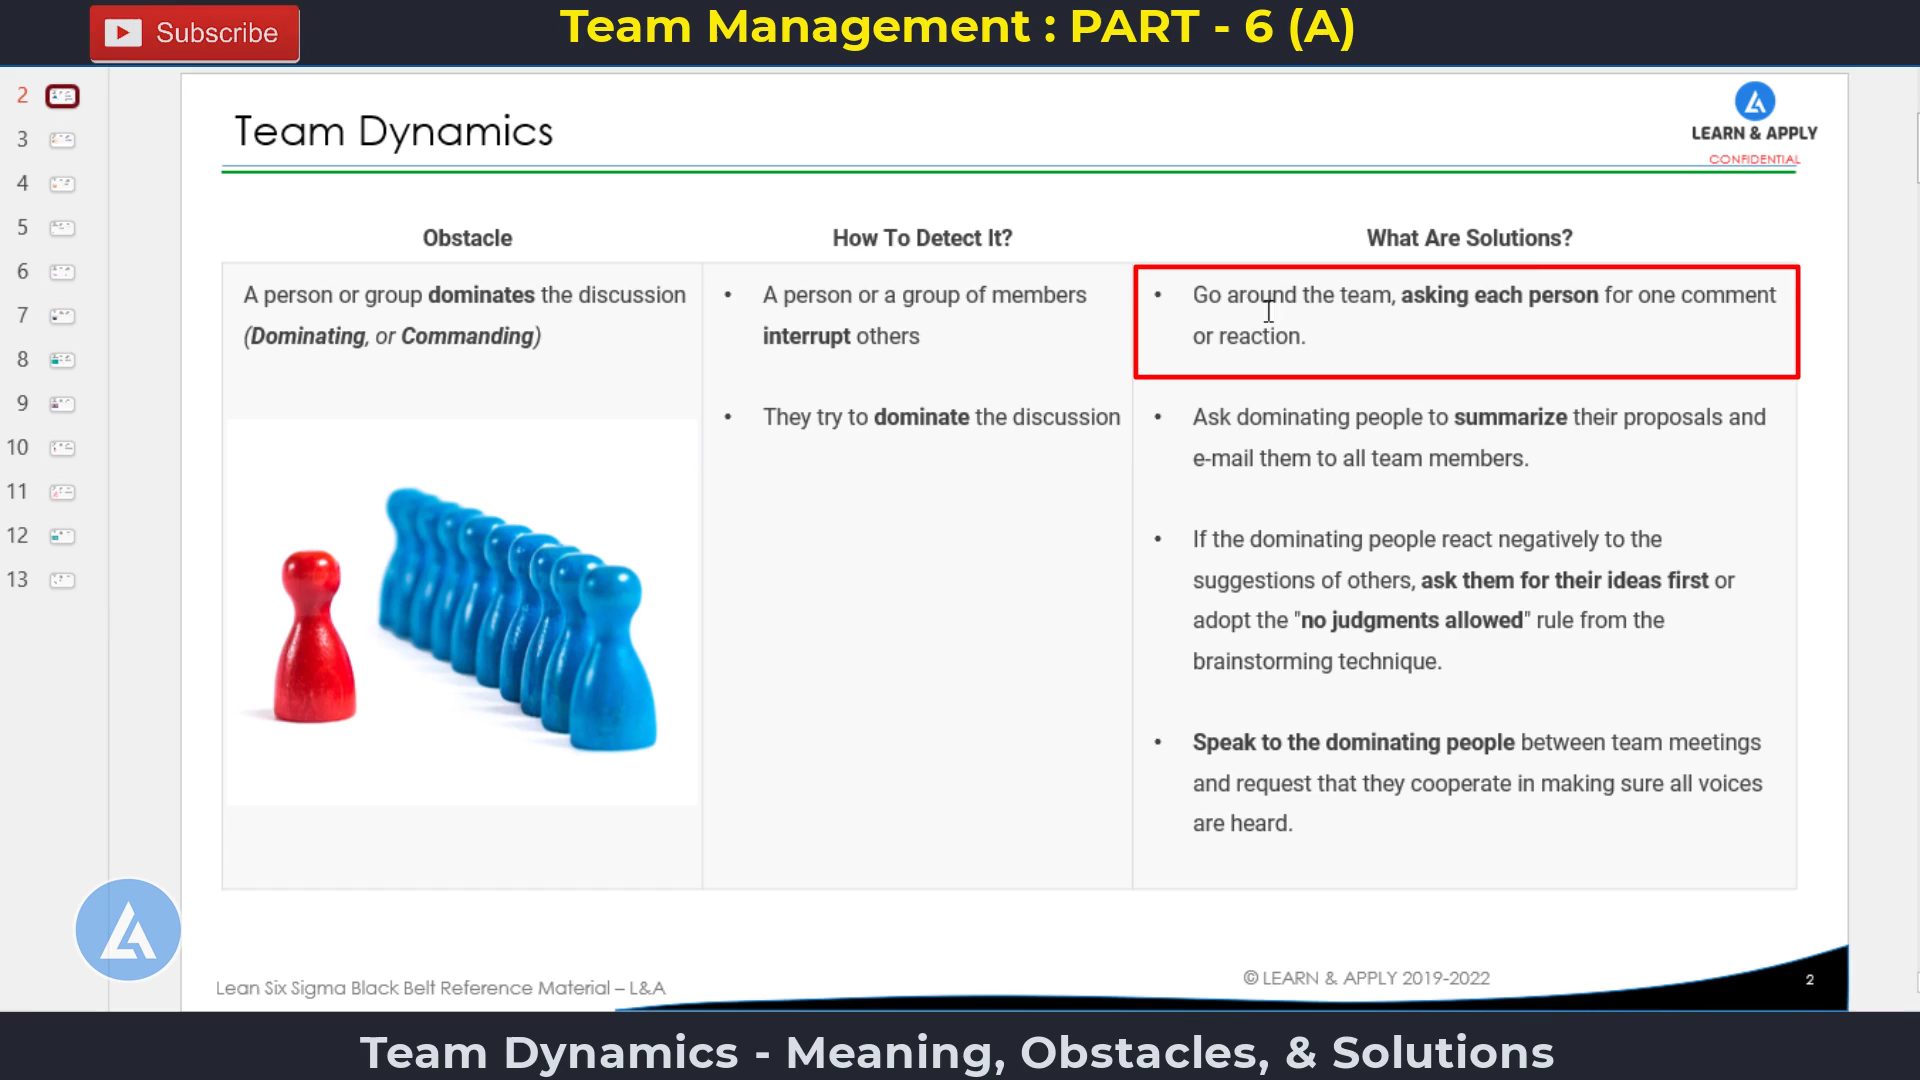 Subscribe
Team Management : PART - 6 (A)
2
3
4
5
6
7
8
9
10
11
12
13
Team Dynamics
LEARN & APPLY
CONFIDENTIAL
Obstacle
How To Detect It?
What Are Solutions?
A person or group dominates the discussion
(Dominating, or Commanding)
• A person or a group of members
interrupt others
• They try to dominate the discussion
• Go around the team, asking each person for one comment
or reaction.
• Ask dominating people to summarize their proposals and
e-mail them to all team members.
• If the dominating people react negatively to the
suggestions of others, ask them for their ideas first or
adopt the "no judgments allowed" rule from the
brainstorming technique.
• Speak to the dominating people between team meetings
and request that they cooperate in making sure all voices
are heard.
Lean Six Sigma Black Belt Reference Material – L&A
© LEARN & APPLY 2019-2022
2
Team Dynamics - Meaning, Obstacles, & Solutions